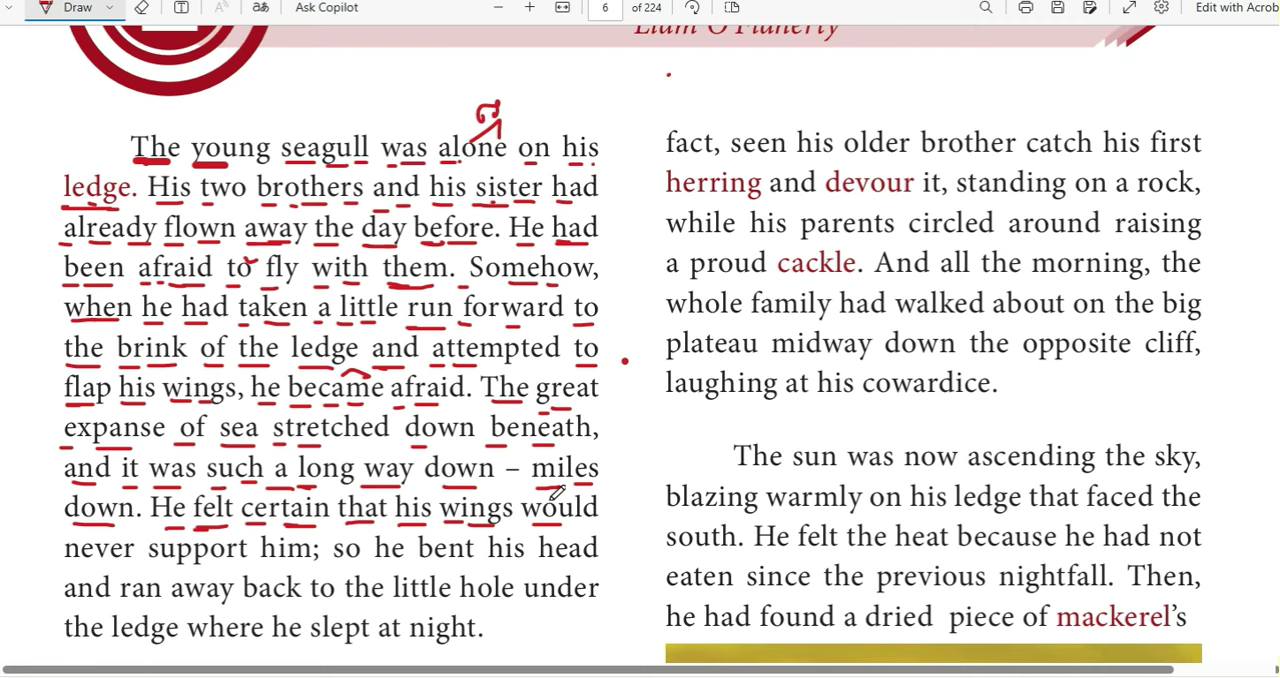 Draw
Ask Copilot
6 of 224
Edit with Acrob
Liam O'Flaherty
The young seagull was alone on his
ledge. His two brothers and his sister had
already flown away the day before. He had
been afraid to fly with them. Somehow,
when he had taken a little run forward to
the brink of the ledge and attempted to
flap his wings, he became afraid. The great
expanse of sea stretched down beneath,
and it was such a long way down – miles
down. He felt certain that his wings would
never support him; so he bent his head
and ran away back to the little hole under
the ledge where he slept at night.
fact, seen his older brother catch his first
herring and devour it, standing on a rock,
while his parents circled around raising
a proud cackle. And all the morning, the
whole family had walked about on the big
plateau midway down the opposite cliff,
laughing at his cowardice.
The sun was now ascending the sky,
blazing warmly on his ledge that faced the
south. He felt the heat because he had not
eaten since the previous nightfall. Then,
he had found a dried piece of mackerel's